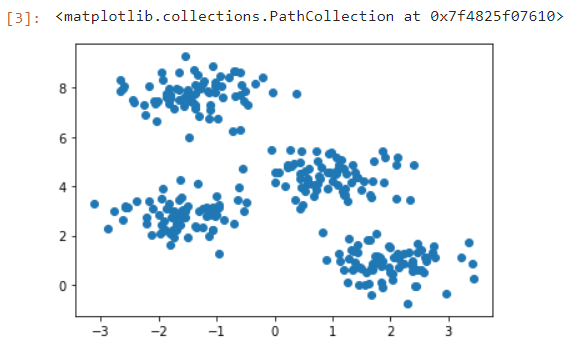 [3]: <matplotlib.collections.PathCollection at 0x7f4825f07610>
8
6
4
2
0
−3 −2 −1 0 1 2 3